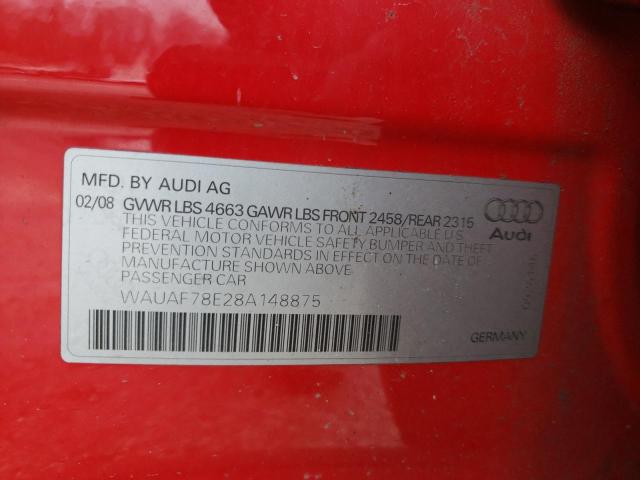 MFD. BY AUDI AG
02/08 GVWR LBS 4663 GAWR LBS FRONT 2458/REAR 2315
THIS VEHICLE CONFORMS TO ALL APPLICABLE U.S.
FEDERAL MOTOR VEHICLE SAFETY BUMPER AND THEFT
PREVENTION STANDARDS IN EFFECT ON THE DATE OF
MANUFACTURE SHOWN ABOVE
PASSENGER CAR
WAUAF78E28A148875
Audi
GERMANY